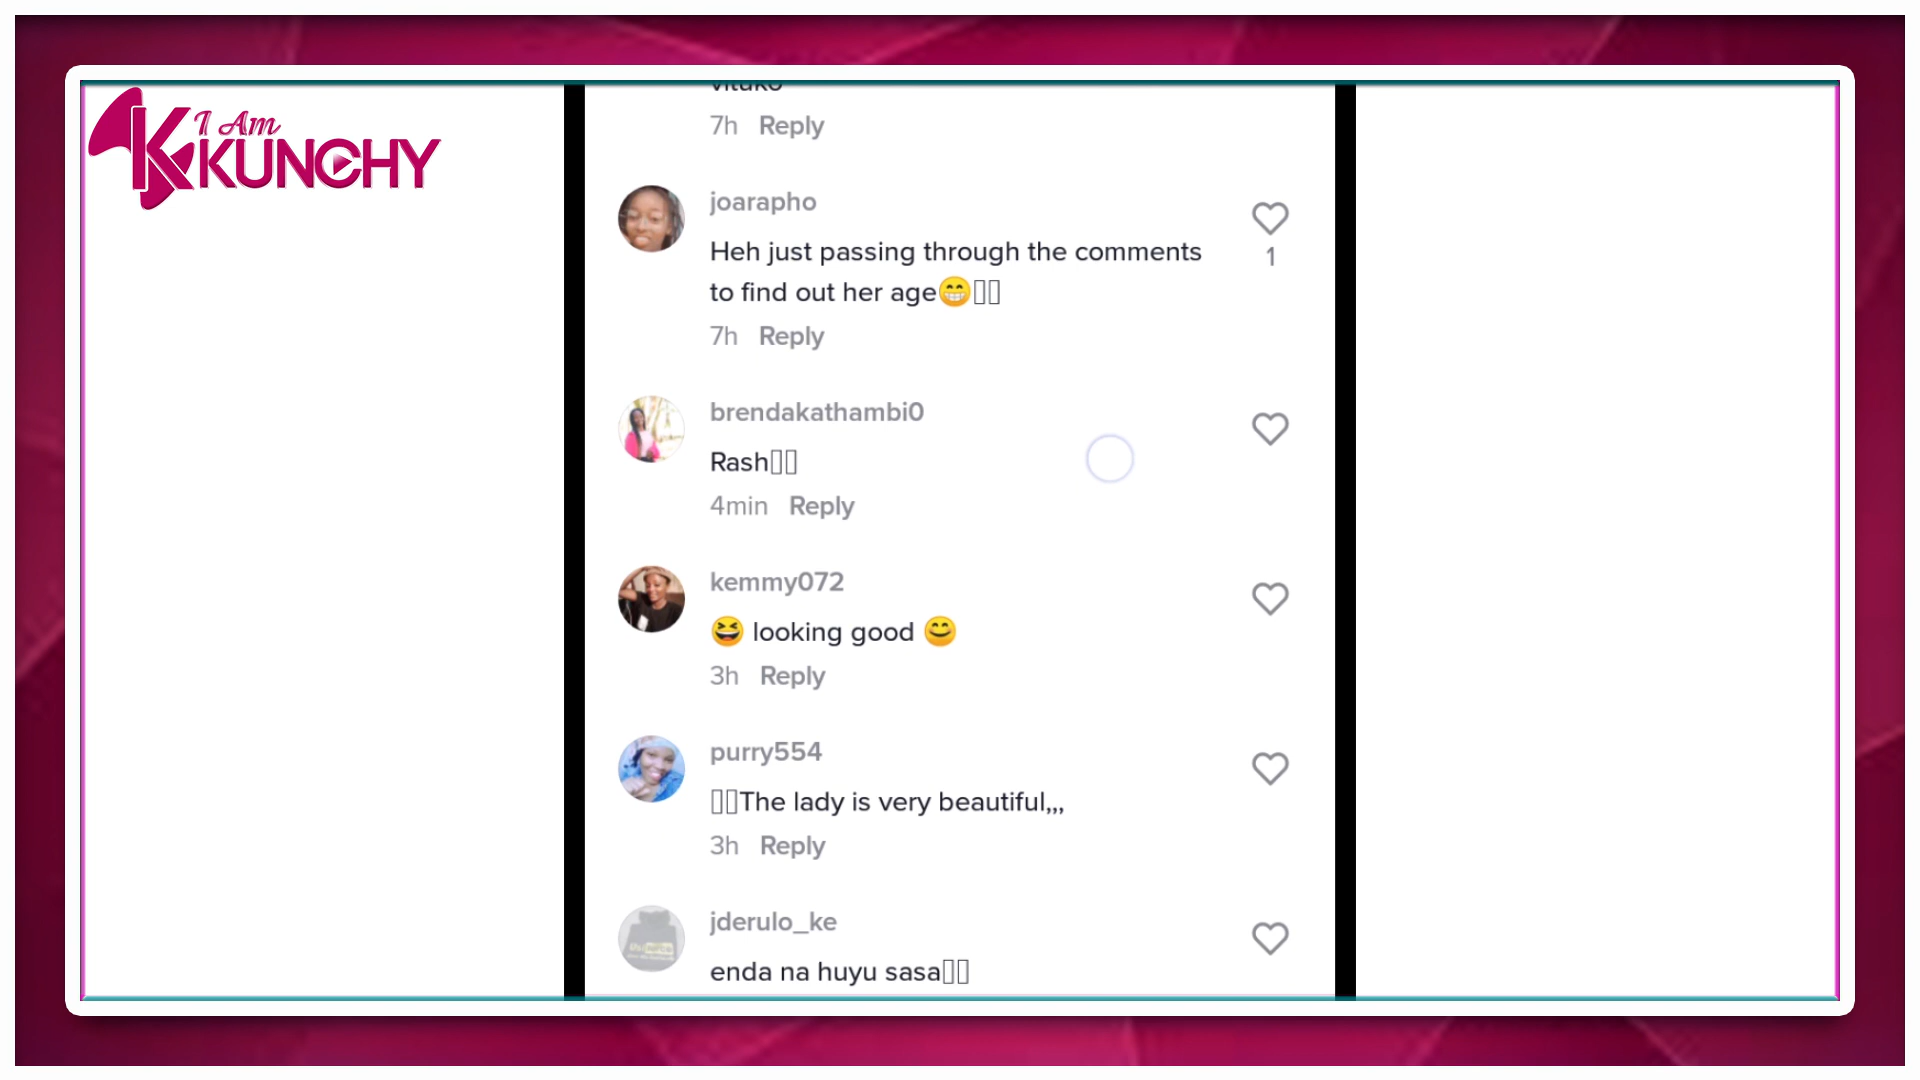 I Am
KUNCHY
vituko
7h Reply
joarapho
Heh just passing through the comments
to find out her age😁
7h Reply
1
brendakathambi0
Rash
4min Reply
kemmy072
😆 looking good 😊
3h Reply
purry554
The lady is very beautiful,,,
3h Reply
jderulo_ke
enda na huyu sasa